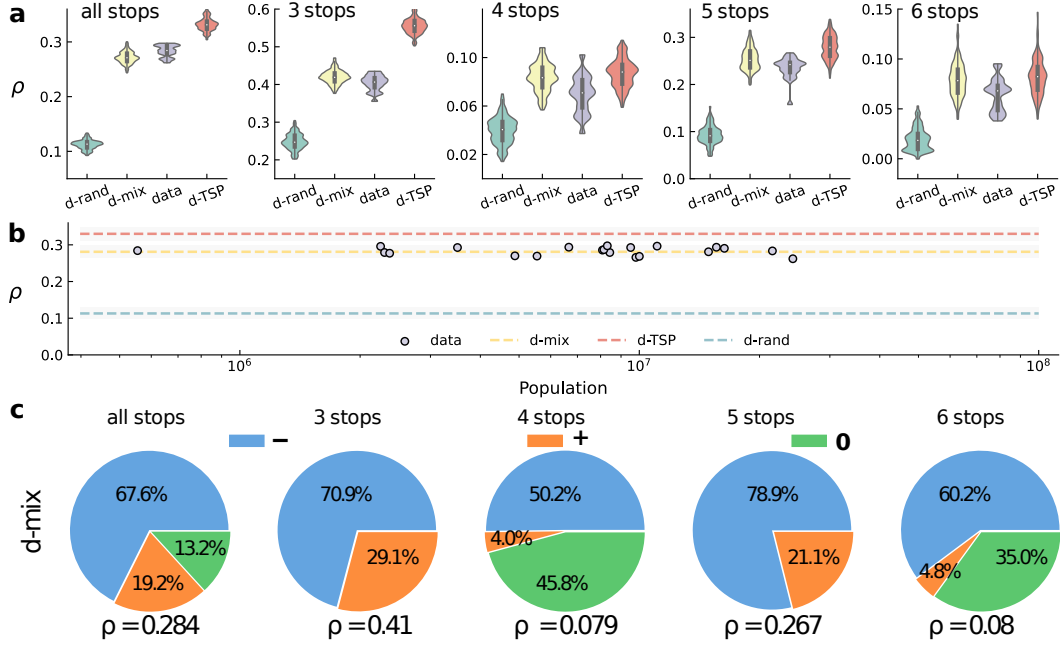 a
all stops
3 stops
4 stops
5 stops
6 stops
ρ
0.3
0.2
0.1
0.6
0.5
0.4
0.3
0.2
0.10
0.06
0.02
0.3
0.2
0.1
0.0
0.15
0.10
0.05
0.00
d-rand d-mix data d-TSP
d-rand d-mix data d-TSP
d-rand d-mix data d-TSP
d-rand d-mix data d-TSP
d-rand d-mix data d-TSP
b
ρ
0.3
0.2
0.1
0.0
data d-mix d-TSP d-rand
10⁶ 10⁷ 10⁸
Population
c
all stops 3 stops 4 stops 5 stops 6 stops
− + 0
d-mix
67.6%
19.2%
13.2%
70.9%
29.1%
50.2%
4.0%
45.8%
78.9%
21.1%
60.2%
4.8%
35.0%
ρ = 0.284 ρ = 0.41 ρ = 0.079 ρ = 0.267 ρ = 0.08